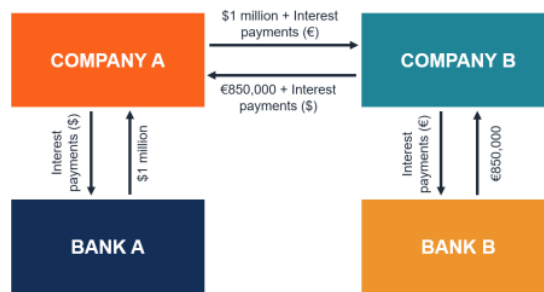 $1 million + Interest
payments (€)
COMPANY A
COMPANY B
€850,000 + Interest
payments ($)
Interest
payments ($)
$1 million
Interest
payments (€)
€850,000
BANK A
BANK B